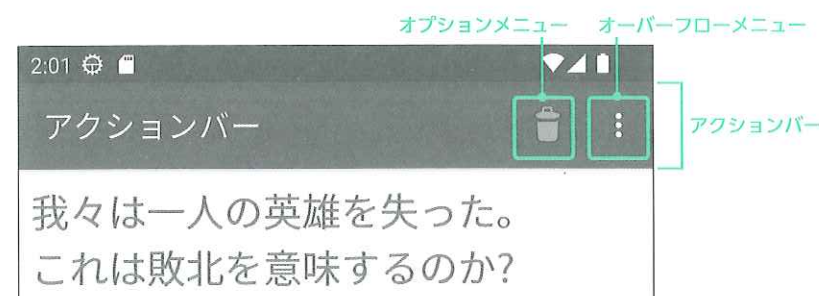 オプションメニュー オーバーフローメニュー
2:01
アクションバー
アクションバー
我々は一人の英雄を失った。
これは敗北を意味するのか?